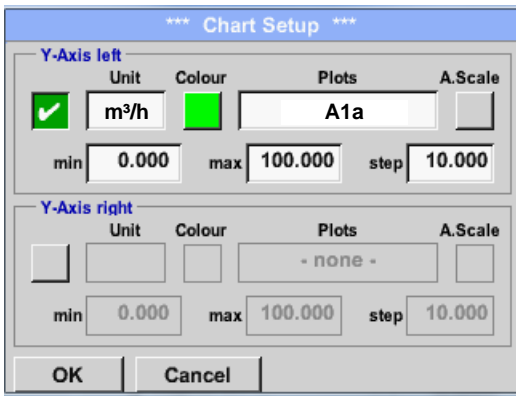 *** Chart Setup ***
Y-Axis left
Unit Colour Plots A.Scale
m³/h A1a
min 0.000 max 100.000 step 10.000
Y-Axis right
Unit Colour Plots A.Scale
- none -
min 0.000 max 100.000 step 10.000
OK Cancel